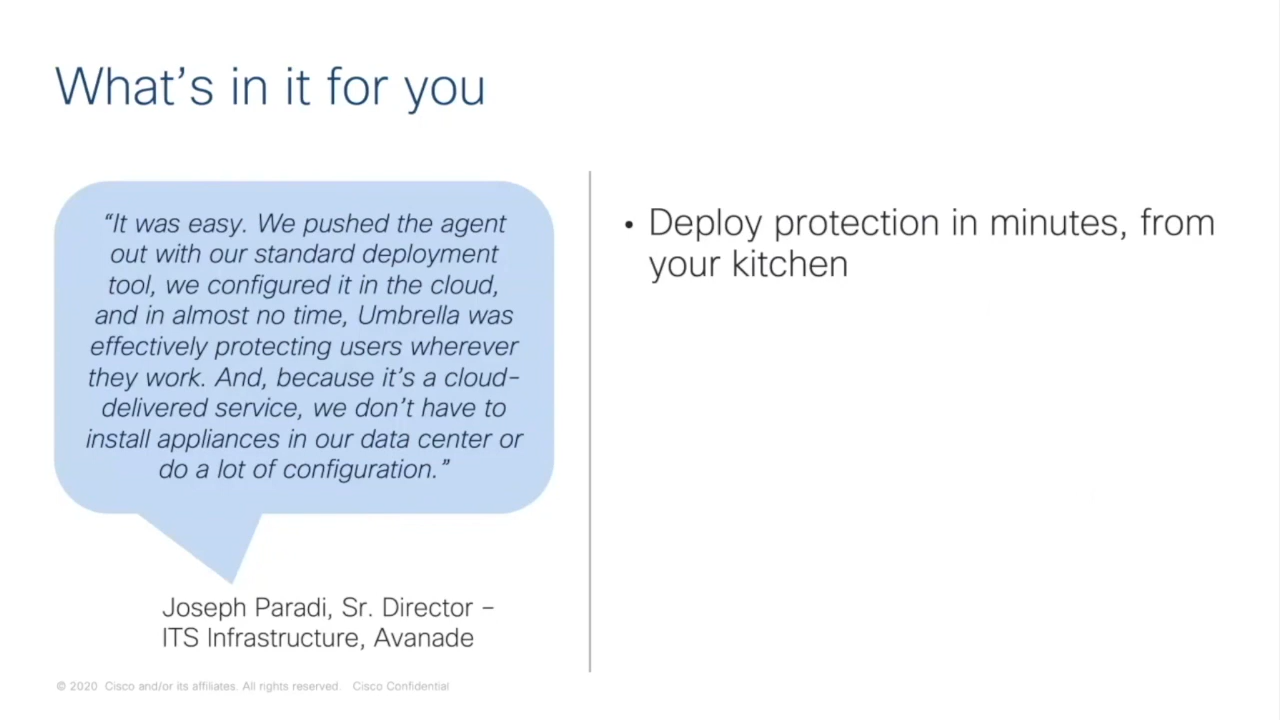 What’s in it for you
“It was easy. We pushed the agent
out with our standard deployment
tool, we configured it in the cloud,
and in almost no time, Umbrella was
effectively protecting users wherever
they work. And, because it’s a cloud-
delivered service, we don’t have to
install appliances in our data center or
do a lot of configuration.”
Joseph Paradi, Sr. Director –
ITS Infrastructure, Avanade
• Deploy protection in minutes, from
your kitchen
© 2020 Cisco and/or its affiliates. All rights reserved. Cisco Confidential